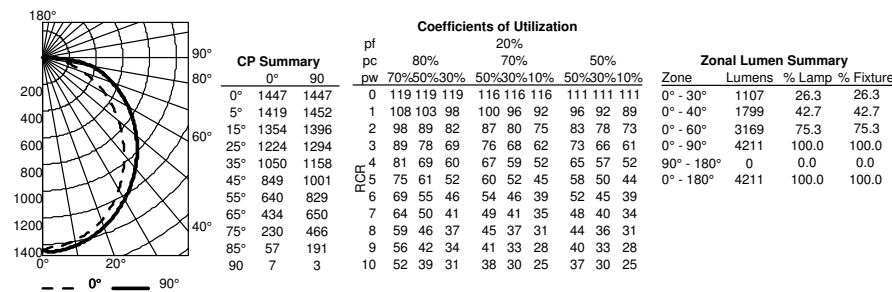 180°
90°
80°
60°
40°
20°
0°
200
400
600
800
1000
1200
1400
0° 90°
CP Summary
0° 90
0° 1447 1447
5° 1419 1452
15° 1354 1396
25° 1224 1294
35° 1050 1158
45° 849 1001
55° 640 829
65° 434 650
75° 230 466
85° 57 191
90 7 3
Coefficients of Utilization
pf 20%
pc 80% 70% 50%
pw 70%50%30% 50%30%10% 50%30%10%
RCR
0 119 119 119 116 116 116 111 111 111
1 108 103 98 100 96 92 96 92 89
2 98 89 82 87 80 75 83 78 73
3 89 78 69 76 68 62 73 66 61
4 81 69 60 67 59 52 65 57 52
5 75 61 52 60 52 45 58 50 44
6 69 55 46 54 46 39 52 45 39
7 64 50 41 49 41 35 48 40 34
8 59 46 37 45 37 31 44 36 31
9 56 42 34 41 33 28 40 33 28
10 52 39 31 38 30 25 37 30 25
Zonal Lumen Summary
Zone Lumens % Lamp % Fixture
0° - 30° 1107 26.3 26.3
0° - 40° 1799 42.7 42.7
0° - 60° 3169 75.3 75.3
0° - 90° 4211 100.0 100.0
90° - 180° 0 0.0 0.0
0° - 180° 4211 100.0 100.0